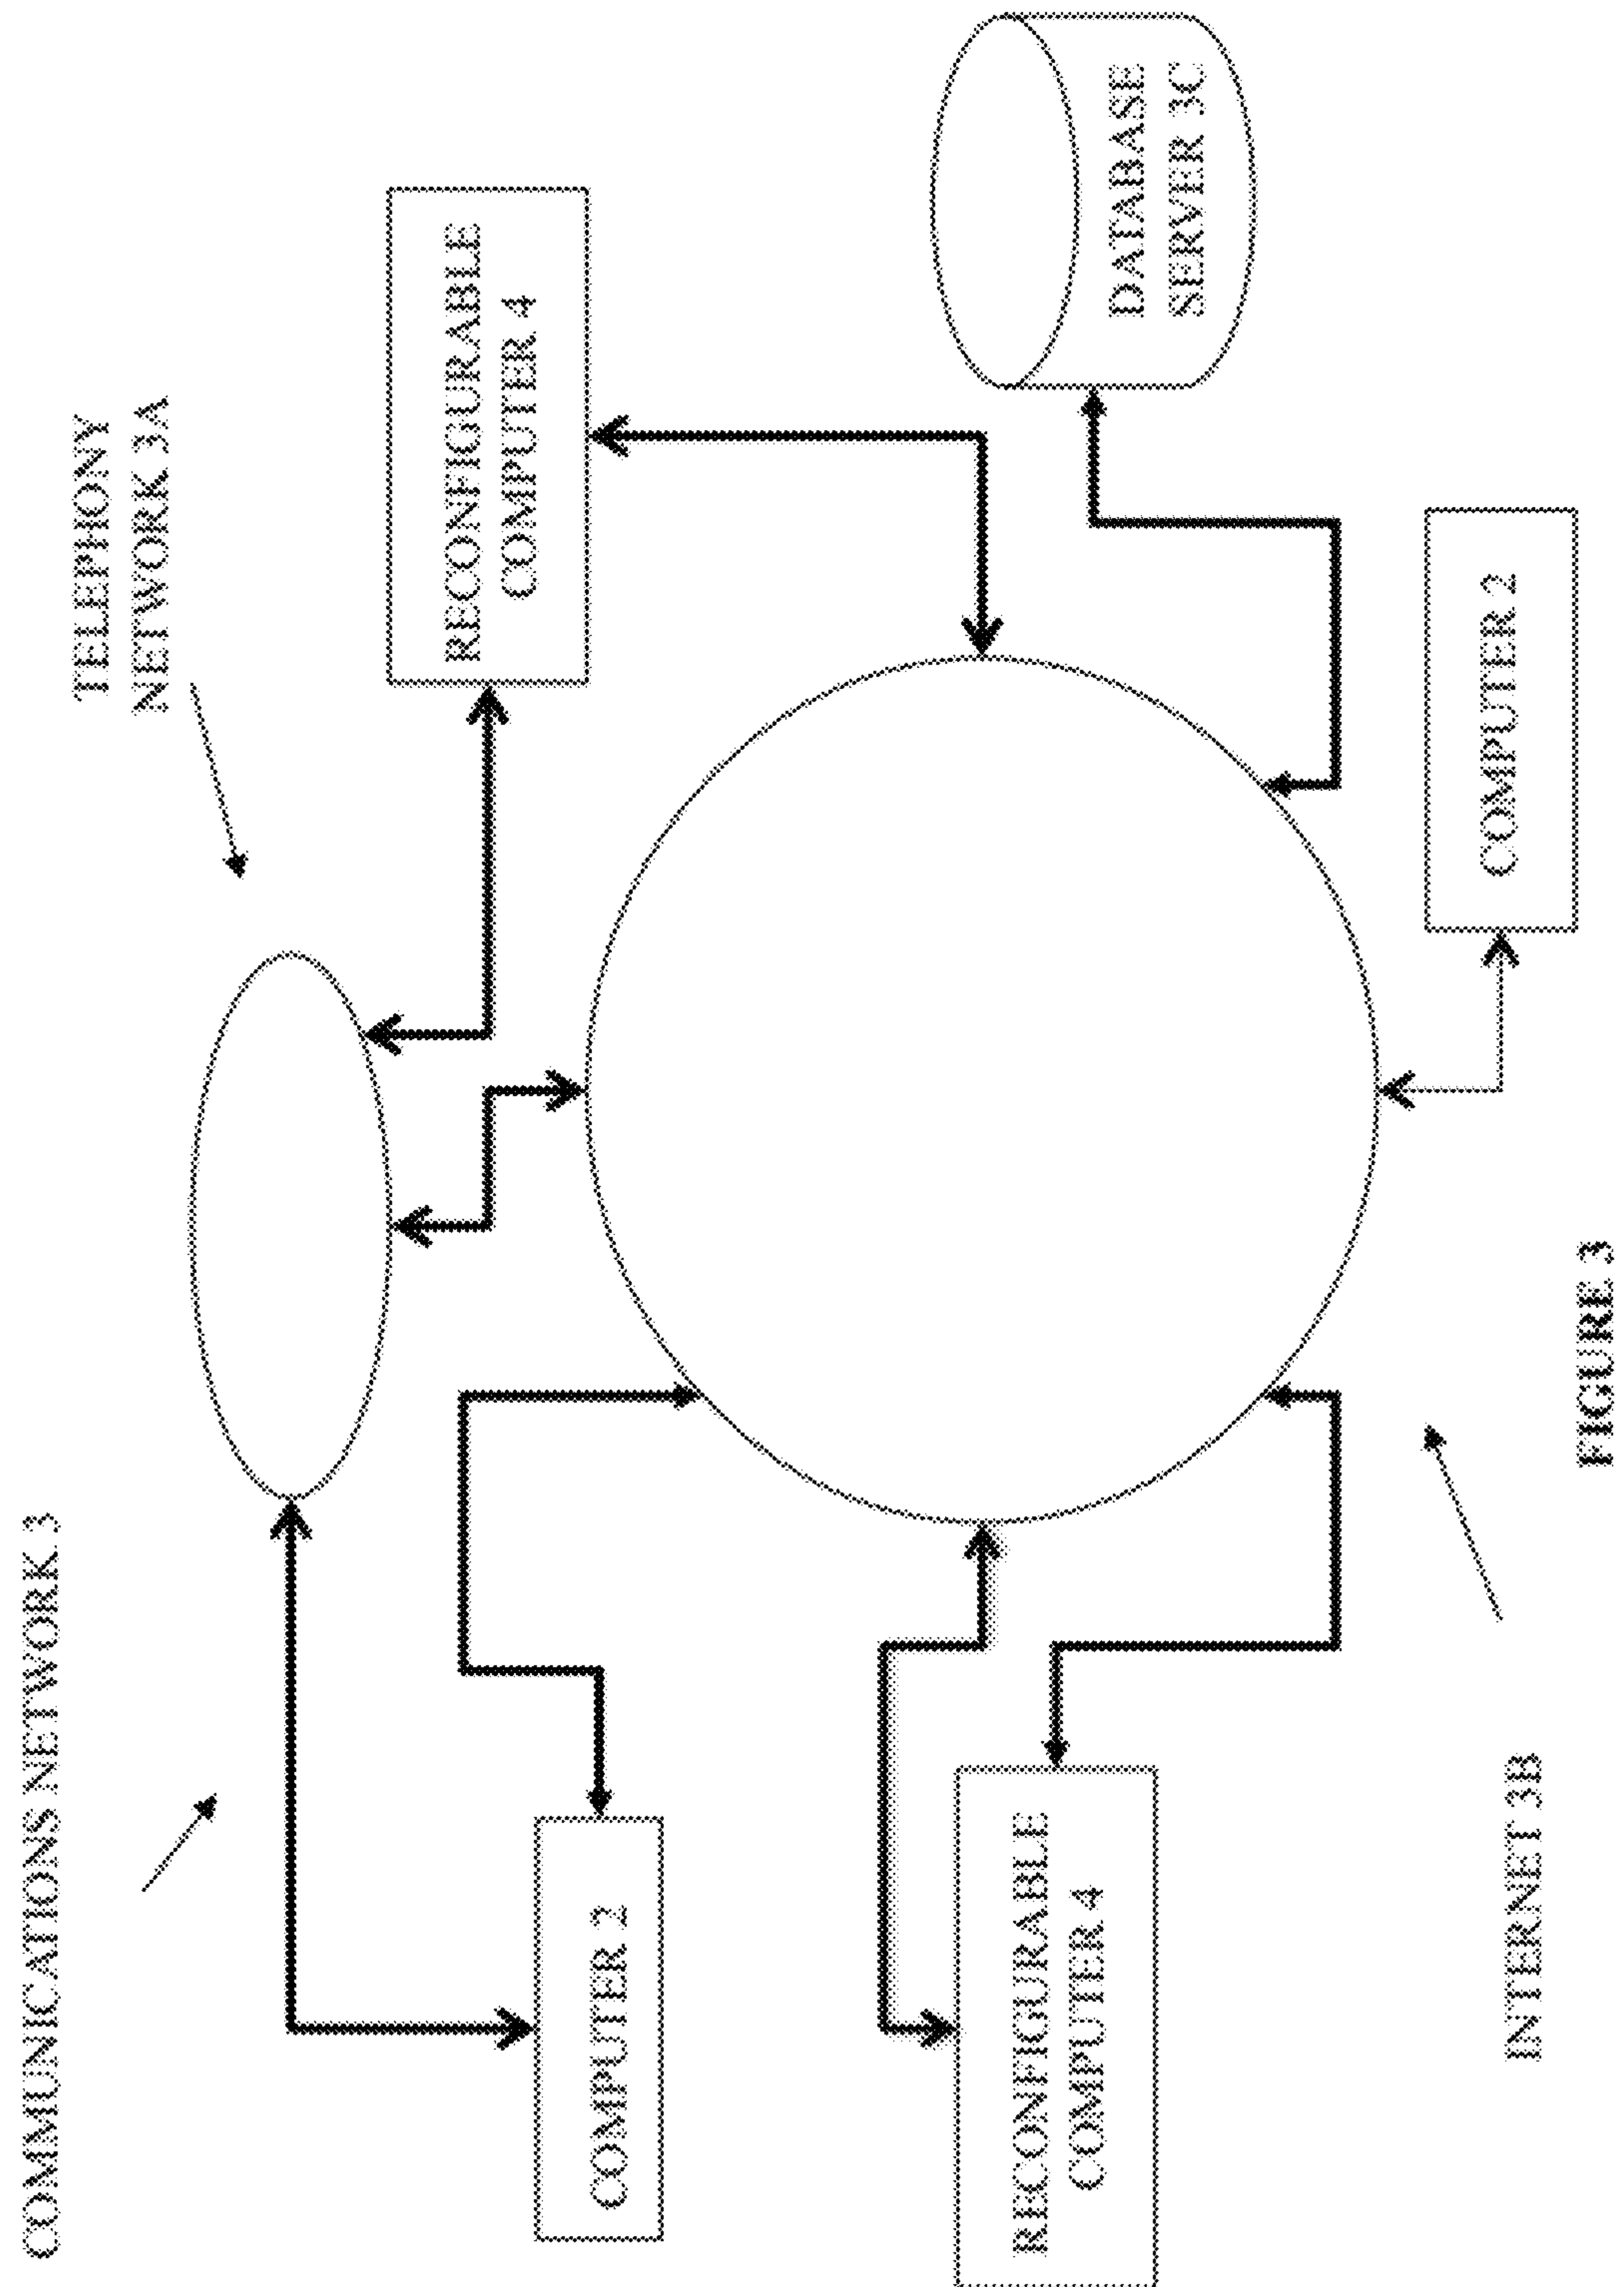 COMMUNICATIONS NETWORK 3
TELEPHONY
NETWORK 3A
RECONFIGURABLE
COMPUTER 4
COMPUTER 2
RECONFIGURABLE
COMPUTER 4
DATABASE
SERVER 3C
COMPUTER 2
INTERNET 3B
FIGURE 3